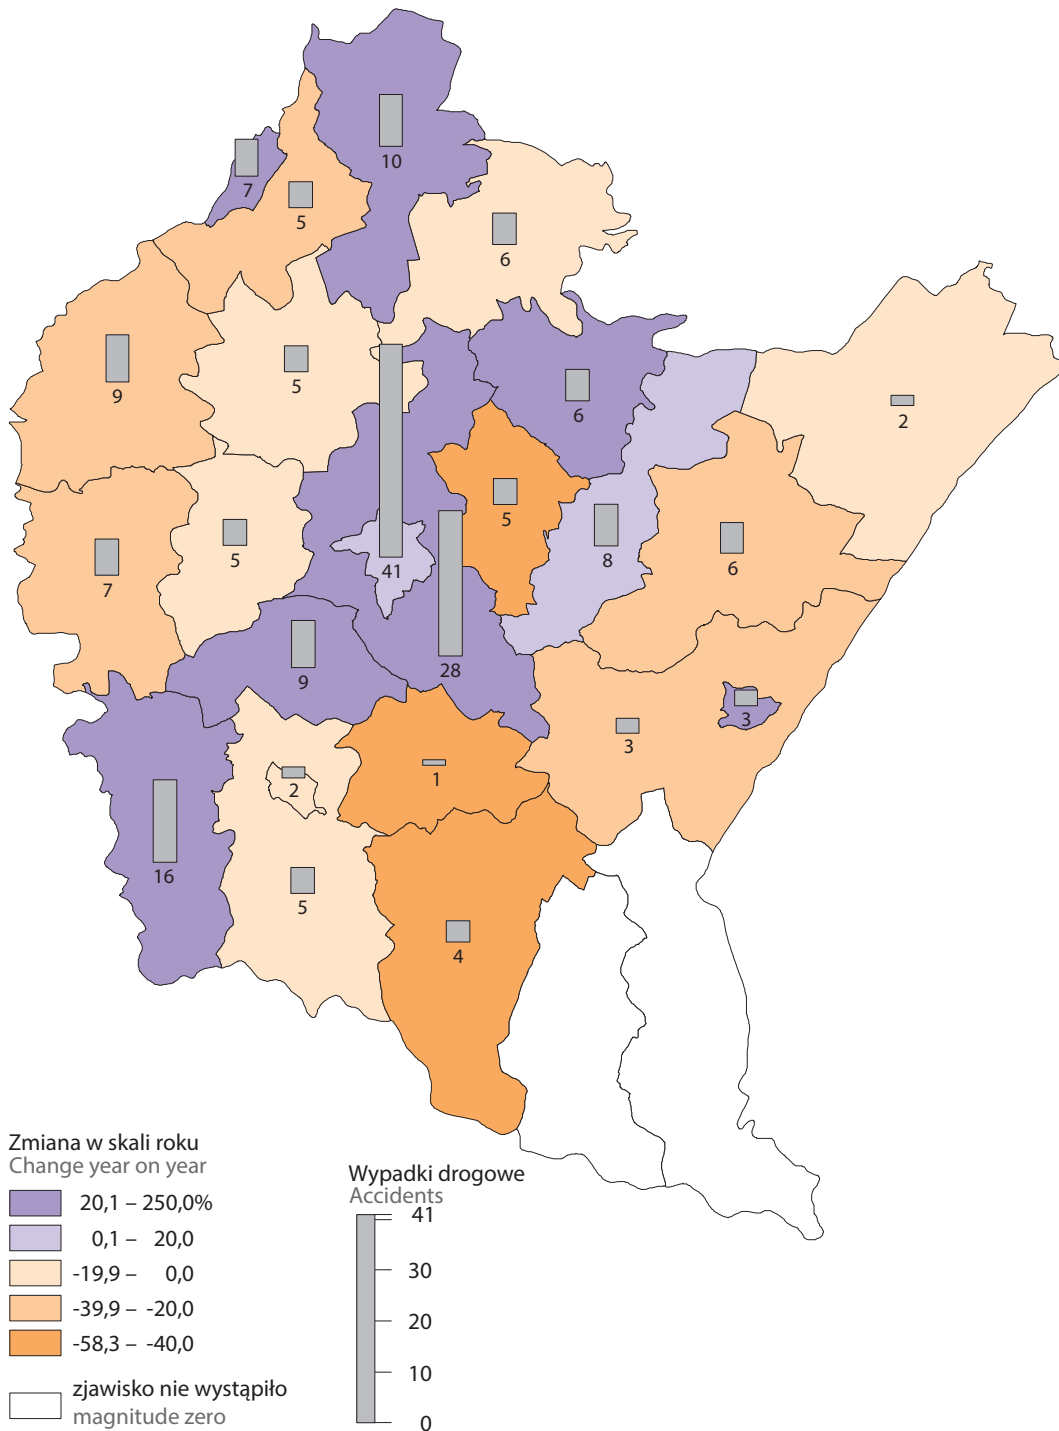 10
7
5
6
5
9
6
2
5
5
7
41
8
6
28
9
3
3
1
2
16
5
4
Zmiana w skali roku
Change year on year
20,1 – 250,0%
0,1 – 20,0
-19,9 – 0,0
-39,9 – -20,0
-58,3 – -40,0
zjawisko nie wystąpiło
magnitude zero
Wypadki drogowe
Accidents
41
30
20
10
0